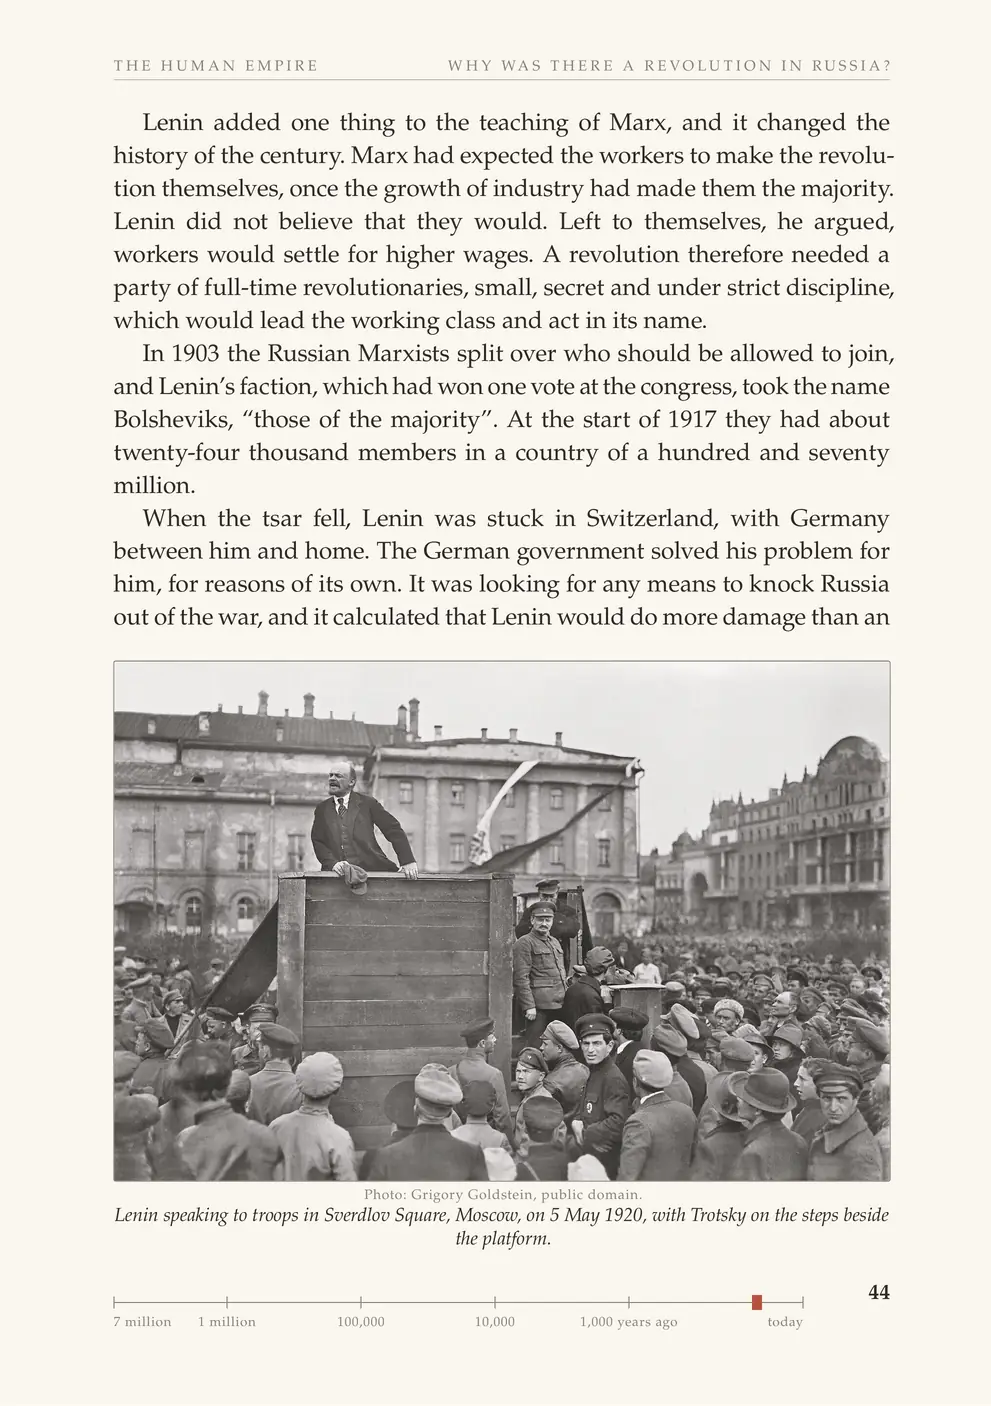 THE HUMAN EMPIRE
WHY WAS THERE A REVOLUTION IN RUSSIA?
Lenin added one thing to the teaching of Marx, and it changed the
history of the century. Marx had expected the workers to make the revolu-
tion themselves, once the growth of industry had made them the majority.
Lenin did not believe that they would. Left to themselves, he argued,
workers would settle for higher wages. A revolution therefore needed a
party of full-time revolutionaries, small, secret and under strict discipline,
which would lead the working class and act in its name.
In 1903 the Russian Marxists split over who should be allowed to join,
and Lenin’s faction, which had won one vote at the congress, took the name
Bolsheviks, “those of the majority”. At the start of 1917 they had about
twenty-four thousand members in a country of a hundred and seventy
million.
When the tsar fell, Lenin was stuck in Switzerland, with Germany
between him and home. The German government solved his problem for
him, for reasons of its own. It was looking for any means to knock Russia
out of the war, and it calculated that Lenin would do more damage than an
Photo: Grigory Goldstein, public domain.
Lenin speaking to troops in Sverdlov Square, Moscow, on 5 May 1920, with Trotsky on the steps beside
the platform.
44
7 million
1 million
100,000
10,000
1,000 years ago
today